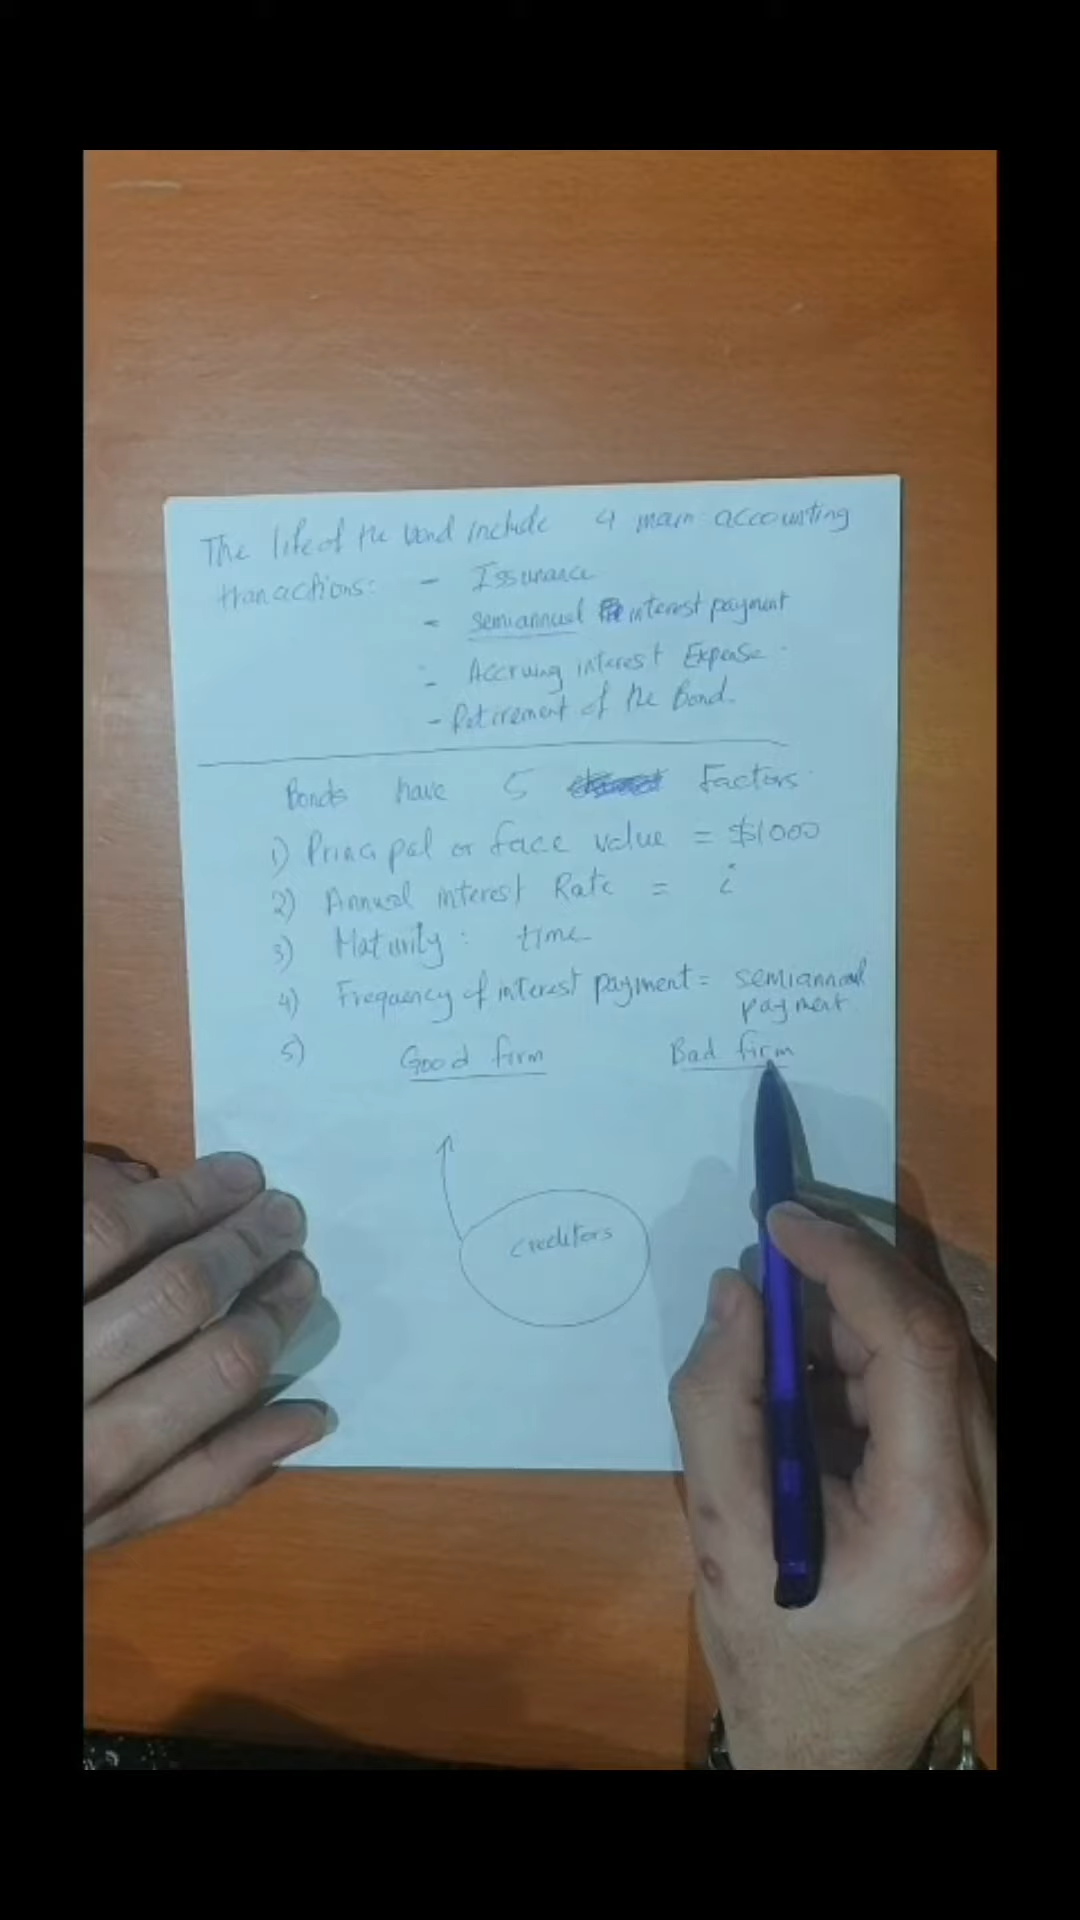 The life of the bond include 4 main accounting
tranactions: - Issurance
- semiannual interest payment
- Accruing interest Expense.
- Retirement of the Bond.
Bonds have 5 Factors
1) Principal or face value = $1000
2) Annual interest Rate = i
3) Maturity: time
4) Frequency of interest payment = semiannual
payment
5) Good firm Bad firm
creditors